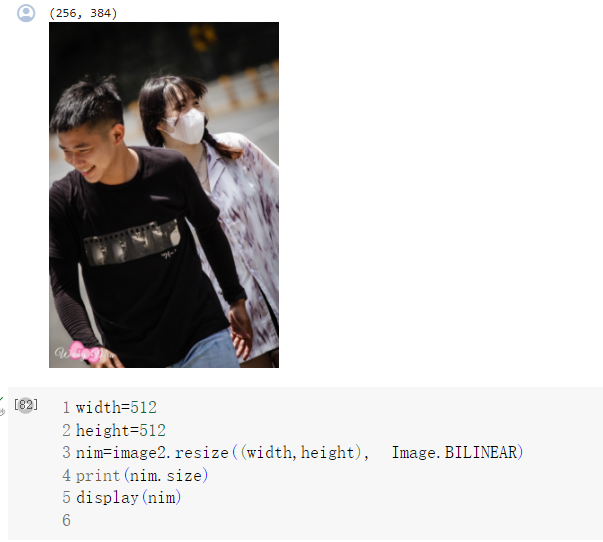 (256, 384)
[82]
1 width=512
2 height=512
3 nim=image2.resize((width,height),  Image.BILINEAR)
4 print(nim.size)
5 display(nim)
6